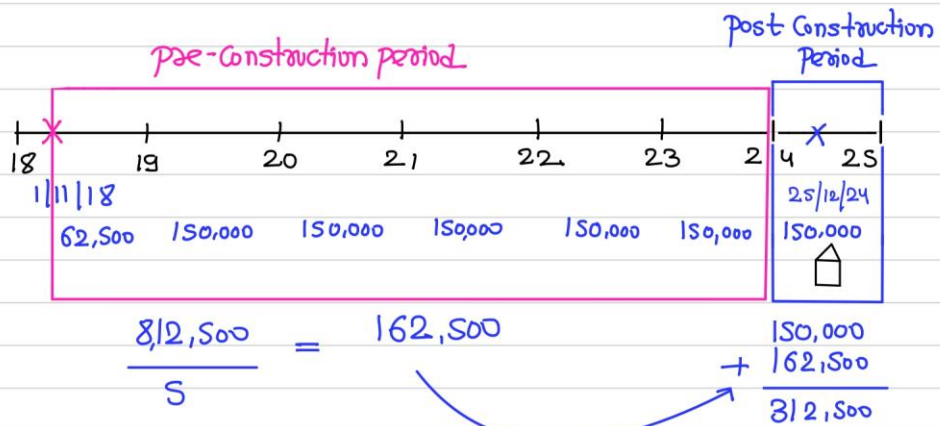 Post Construction
Period
Pre-Construction period
18 19 20 21 22 23 24 25
1/11/18 25/12/24
62,500 150,000 150,000 150,000 150,000 150,000 150,000
8,12,500 = 162,500 150,000
5 + 162,500
312,500